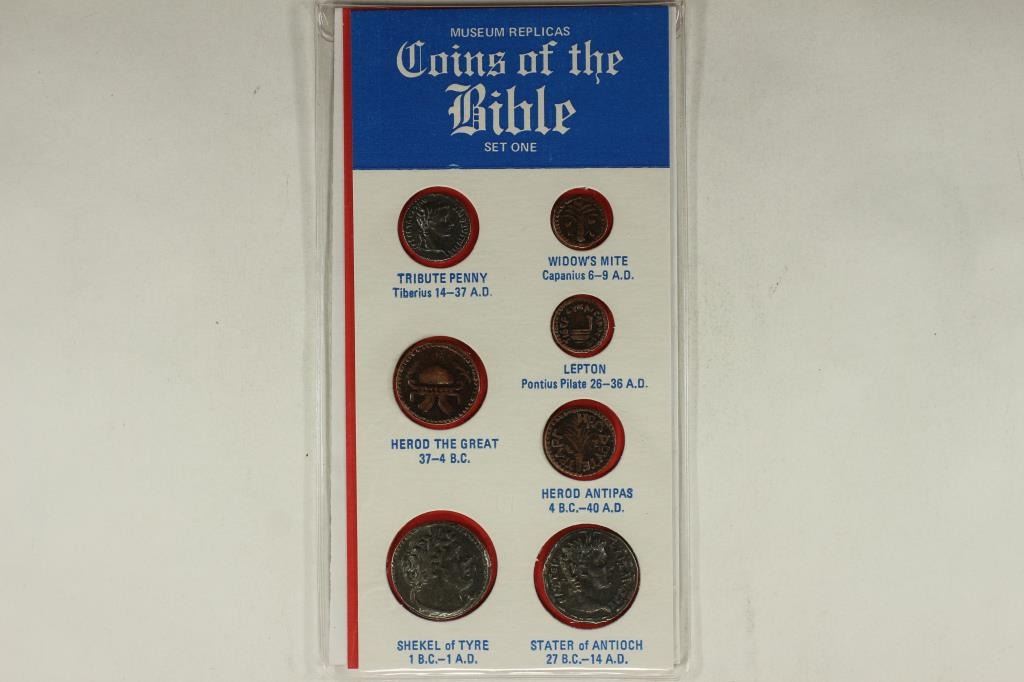 MUSEUM REPLICAS
Coins of the
Bible
SET ONE
TRIBUTE PENNY
Tiberius 14–37 A.D.
WIDOW'S MITE
Capanius 6–9 A.D.
LEPTON
Pontius Pilate 26–36 A.D.
HEROD THE GREAT
37–4 B.C.
HEROD ANTIPAS
4 B.C.–40 A.D.
SHEKEL of TYRE
1 B.C.–1 A.D.
STATER of ANTIOCH
27 B.C.–14 A.D.